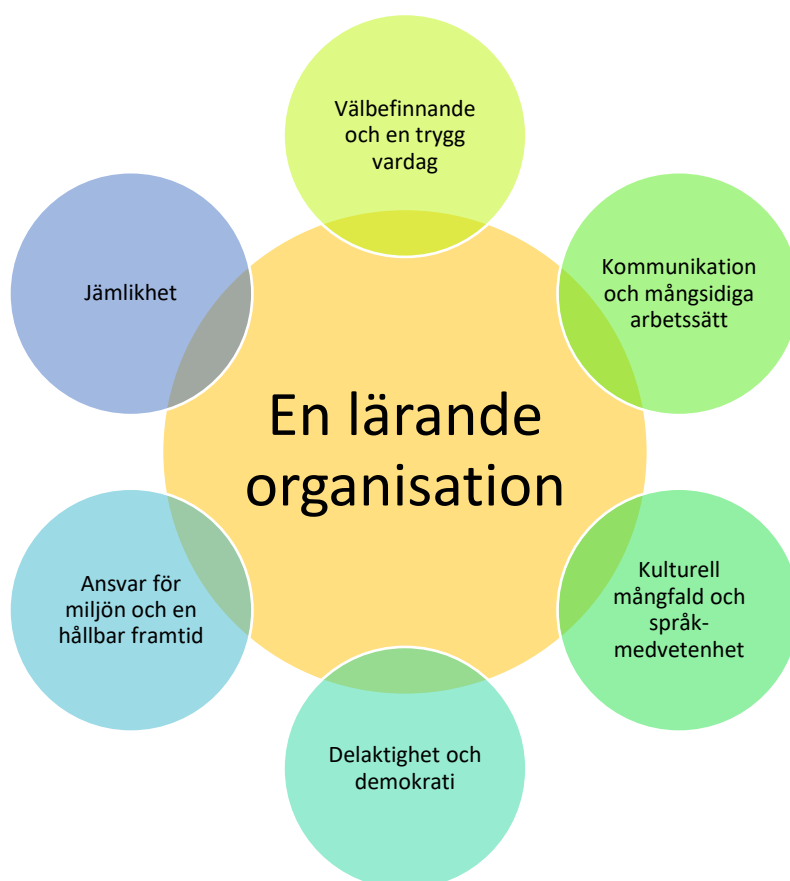 Välbefinnande
och en trygg
vardag
Kommunikation
och mångsidiga
arbetssätt
Jämlikhet
En lärande
organisation
Kulturell
mångfald och
språk-
medvetenhet
Ansvar för
miljön och en
hållbar framtid
Delaktighet och
demokrati